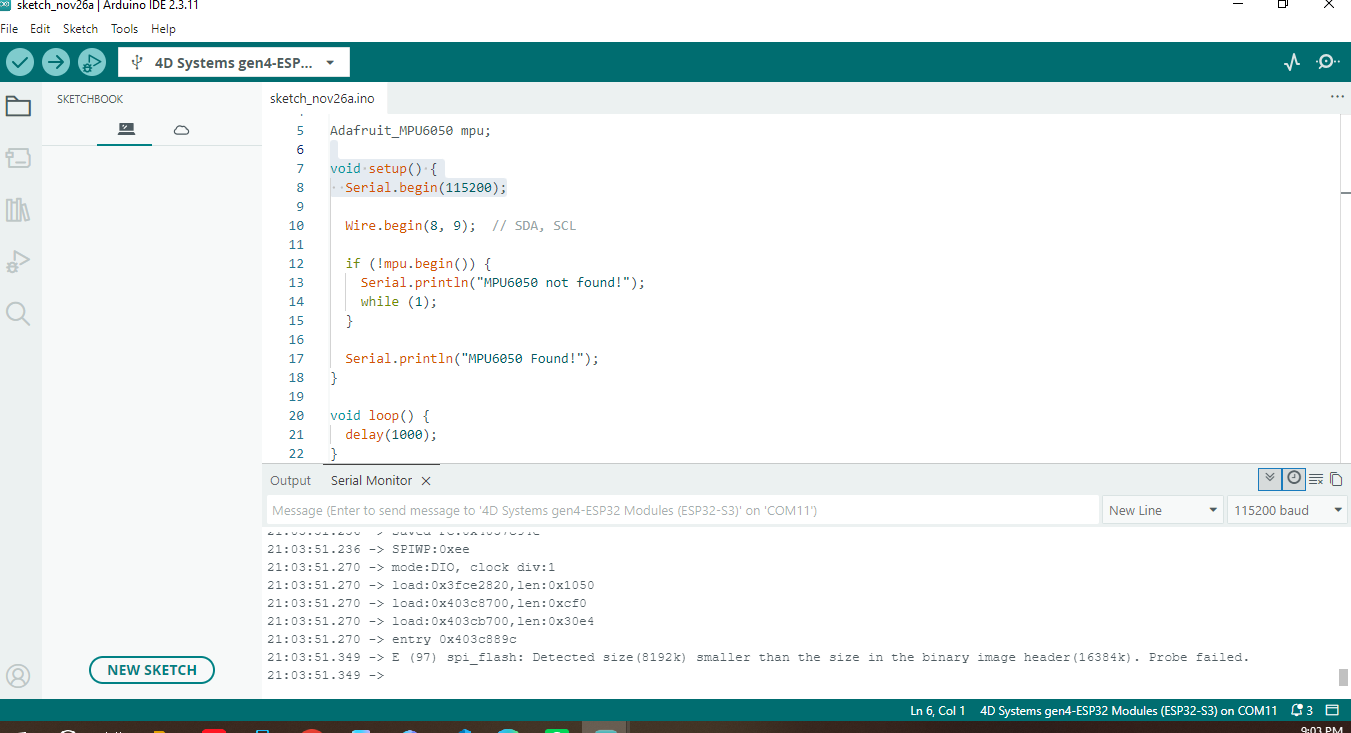 sketch_nov26a | Arduino IDE 2.3.11
File Edit Sketch Tools Help
4D Systems gen4-ESP...
SKETCHBOOK
sketch_nov26a.ino
5 Adafruit_MPU6050 mpu;
6
7 void setup() {
8 Serial.begin(115200);
9
10 Wire.begin(8, 9); // SDA, SCL
11
12 if (!mpu.begin()) {
13 Serial.println("MPU6050 not found!");
14 while (1);
15 }
16
17 Serial.println("MPU6050 Found!");
18 }
19
20 void loop() {
21 delay(1000);
22 }
Output Serial Monitor
Message (Enter to send message to '4D Systems gen4-ESP32 Modules (ESP32-S3)' on 'COM11')
New Line 115200 baud
21:03:51.236 -> SPIWP:0xee
21:03:51.270 -> mode:DIO, clock div:1
21:03:51.270 -> load:0x3fce2820,len:0x1050
21:03:51.270 -> load:0x403c8700,len:0xcf0
21:03:51.270 -> load:0x403cb700,len:0x30e4
21:03:51.270 -> entry 0x403c889c
21:03:51.349 -> E (97) spi_flash: Detected size(8192k) smaller than the size in the binary image header(16384k). Probe failed.
21:03:51.349 ->
NEW SKETCH
Ln 6, Col 1 4D Systems gen4-ESP32 Modules (ESP32-S3) on COM11 3
9:03 PM